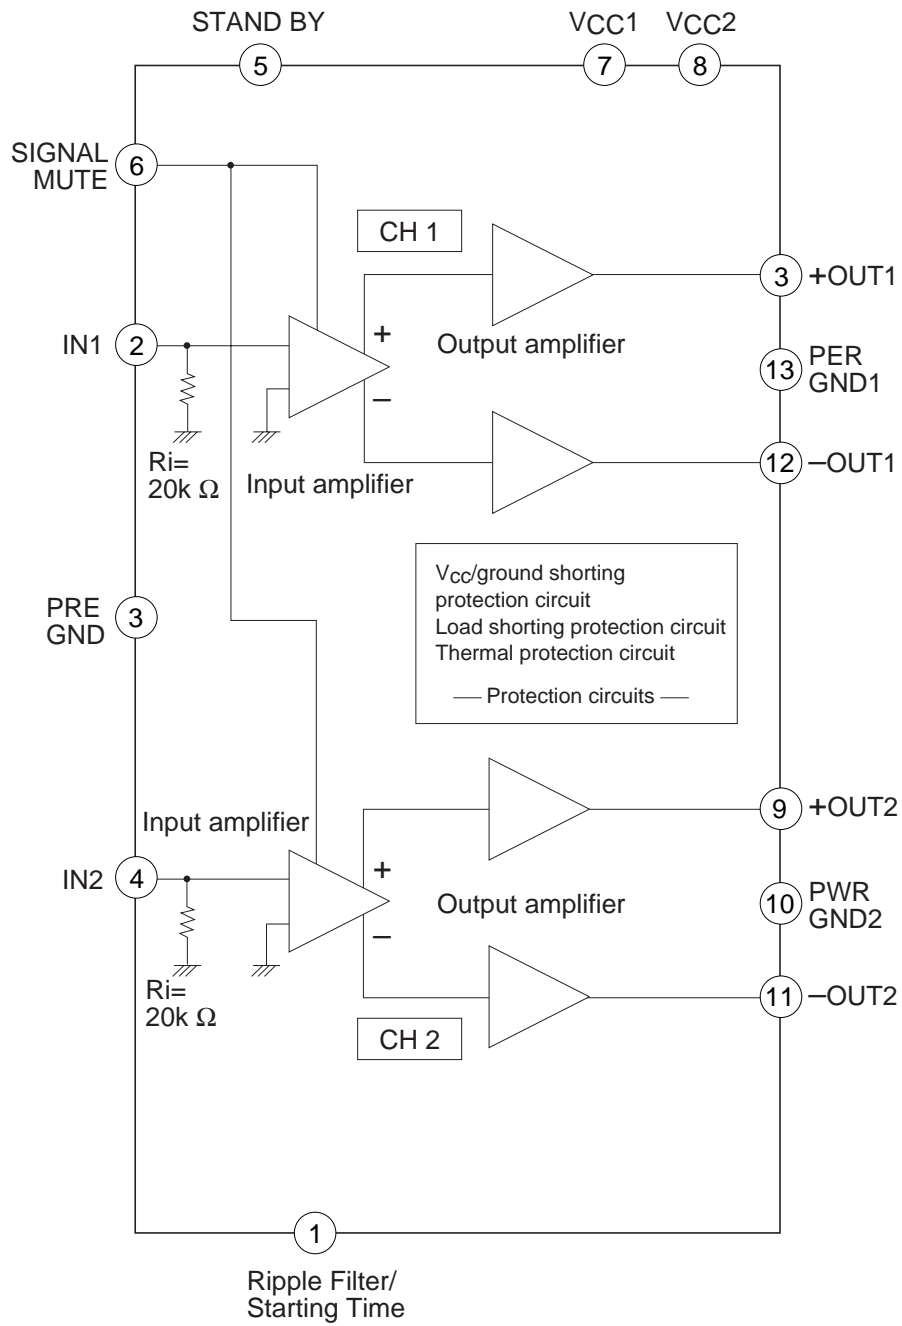 STAND BY
VCC1
VCC2
5
7
8
SIGNAL
MUTE
6
CH 1
3
+OUT1
IN1
2
+
–
Output amplifier
13
PER
GND1
Ri=
20k Ω
Input amplifier
12
–OUT1
VCC/ground shorting
protection circuit
Load shorting protection circuit
Thermal protection circuit
— Protection circuits —
PRE
GND
3
Input amplifier
9
+OUT2
IN2
4
+
–
Output amplifier
10
PWR
GND2
Ri=
20k Ω
11
–OUT2
CH 2
1
Ripple Filter/
Starting Time